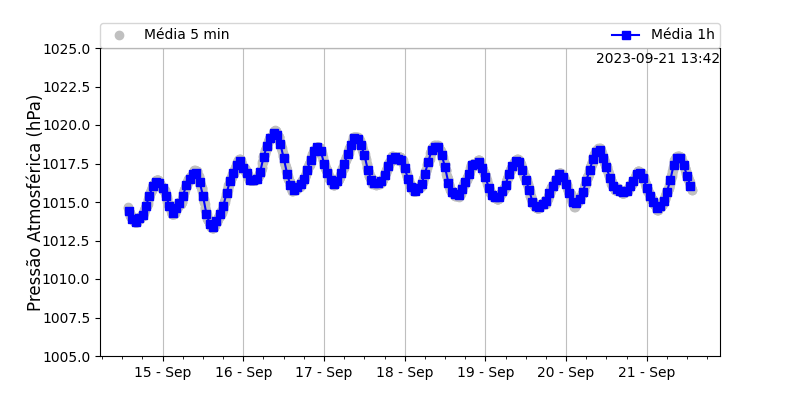 Média 5 min
Média 1h
2023-09-21 13:42
Pressão Atmosférica (hPa)
1025.0
1022.5
1020.0
1017.5
1015.0
1012.5
1010.0
1007.5
1005.0
15 - Sep
16 - Sep
17 - Sep
18 - Sep
19 - Sep
20 - Sep
21 - Sep